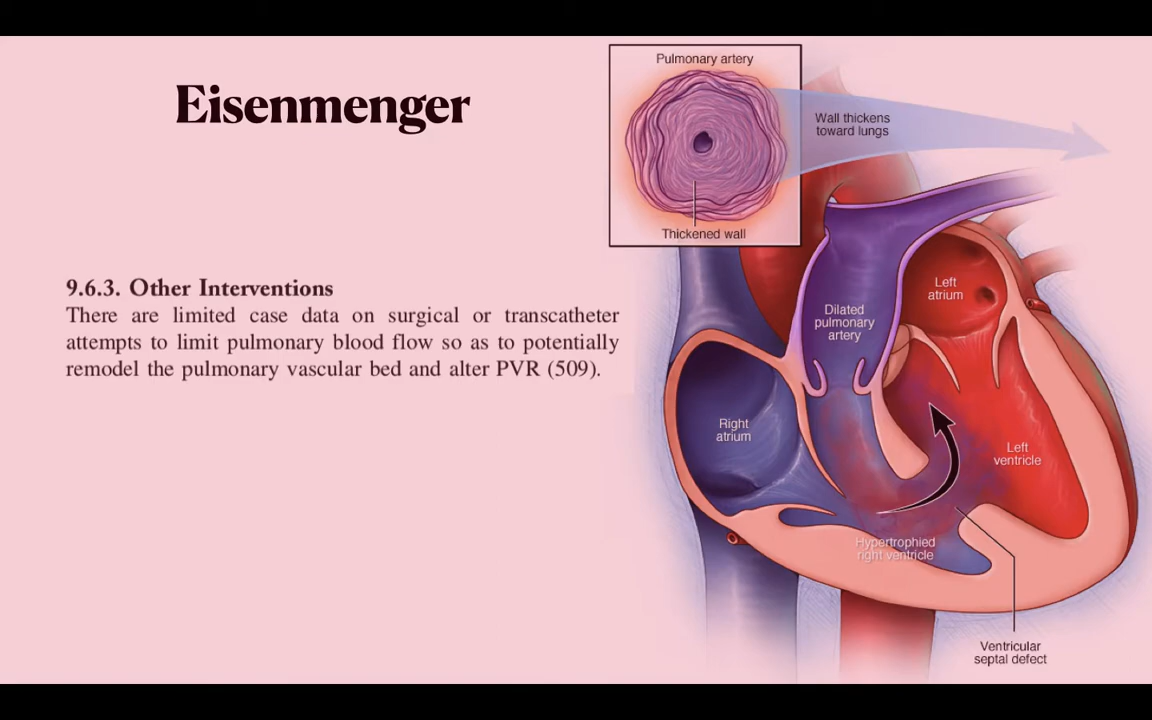 Eisenmenger
9.6.3. Other Interventions
There are limited case data on surgical or transcatheter
attempts to limit pulmonary blood flow so as to potentially
remodel the pulmonary vascular bed and alter PVR (509).
Pulmonary artery
Thickened wall
Wall thickens
toward lungs
Dilated
pulmonary
artery
Left
atrium
Right
atrium
Left
ventricle
Hypertrophied
right ventricle
Ventricular
septal defect